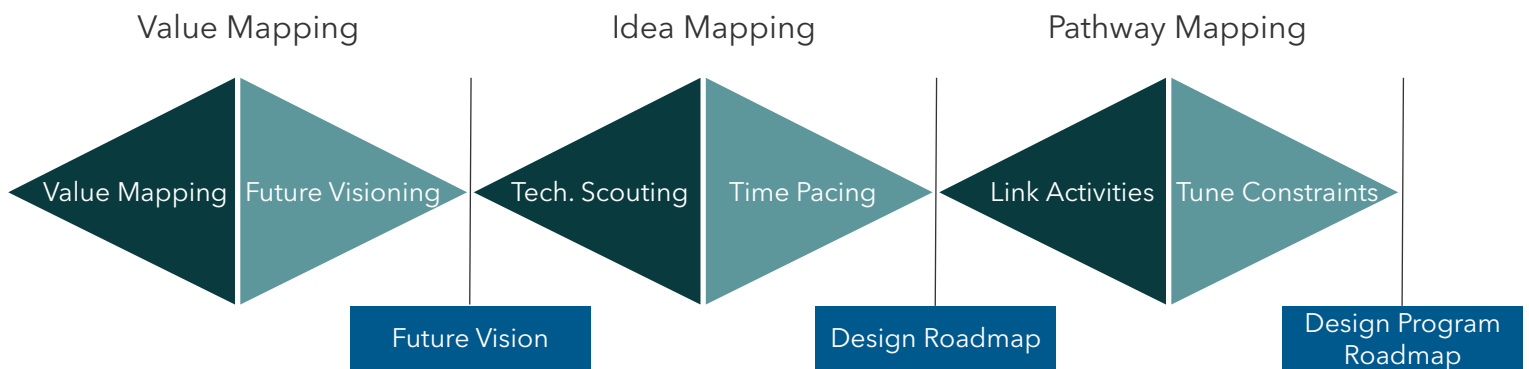 Value Mapping
Idea Mapping
Pathway Mapping
Value Mapping
Future Visioning
Tech. Scouting
Time Pacing
Link Activities
Tune Constraints
Future Vision
Design Roadmap
Design Program
Roadmap